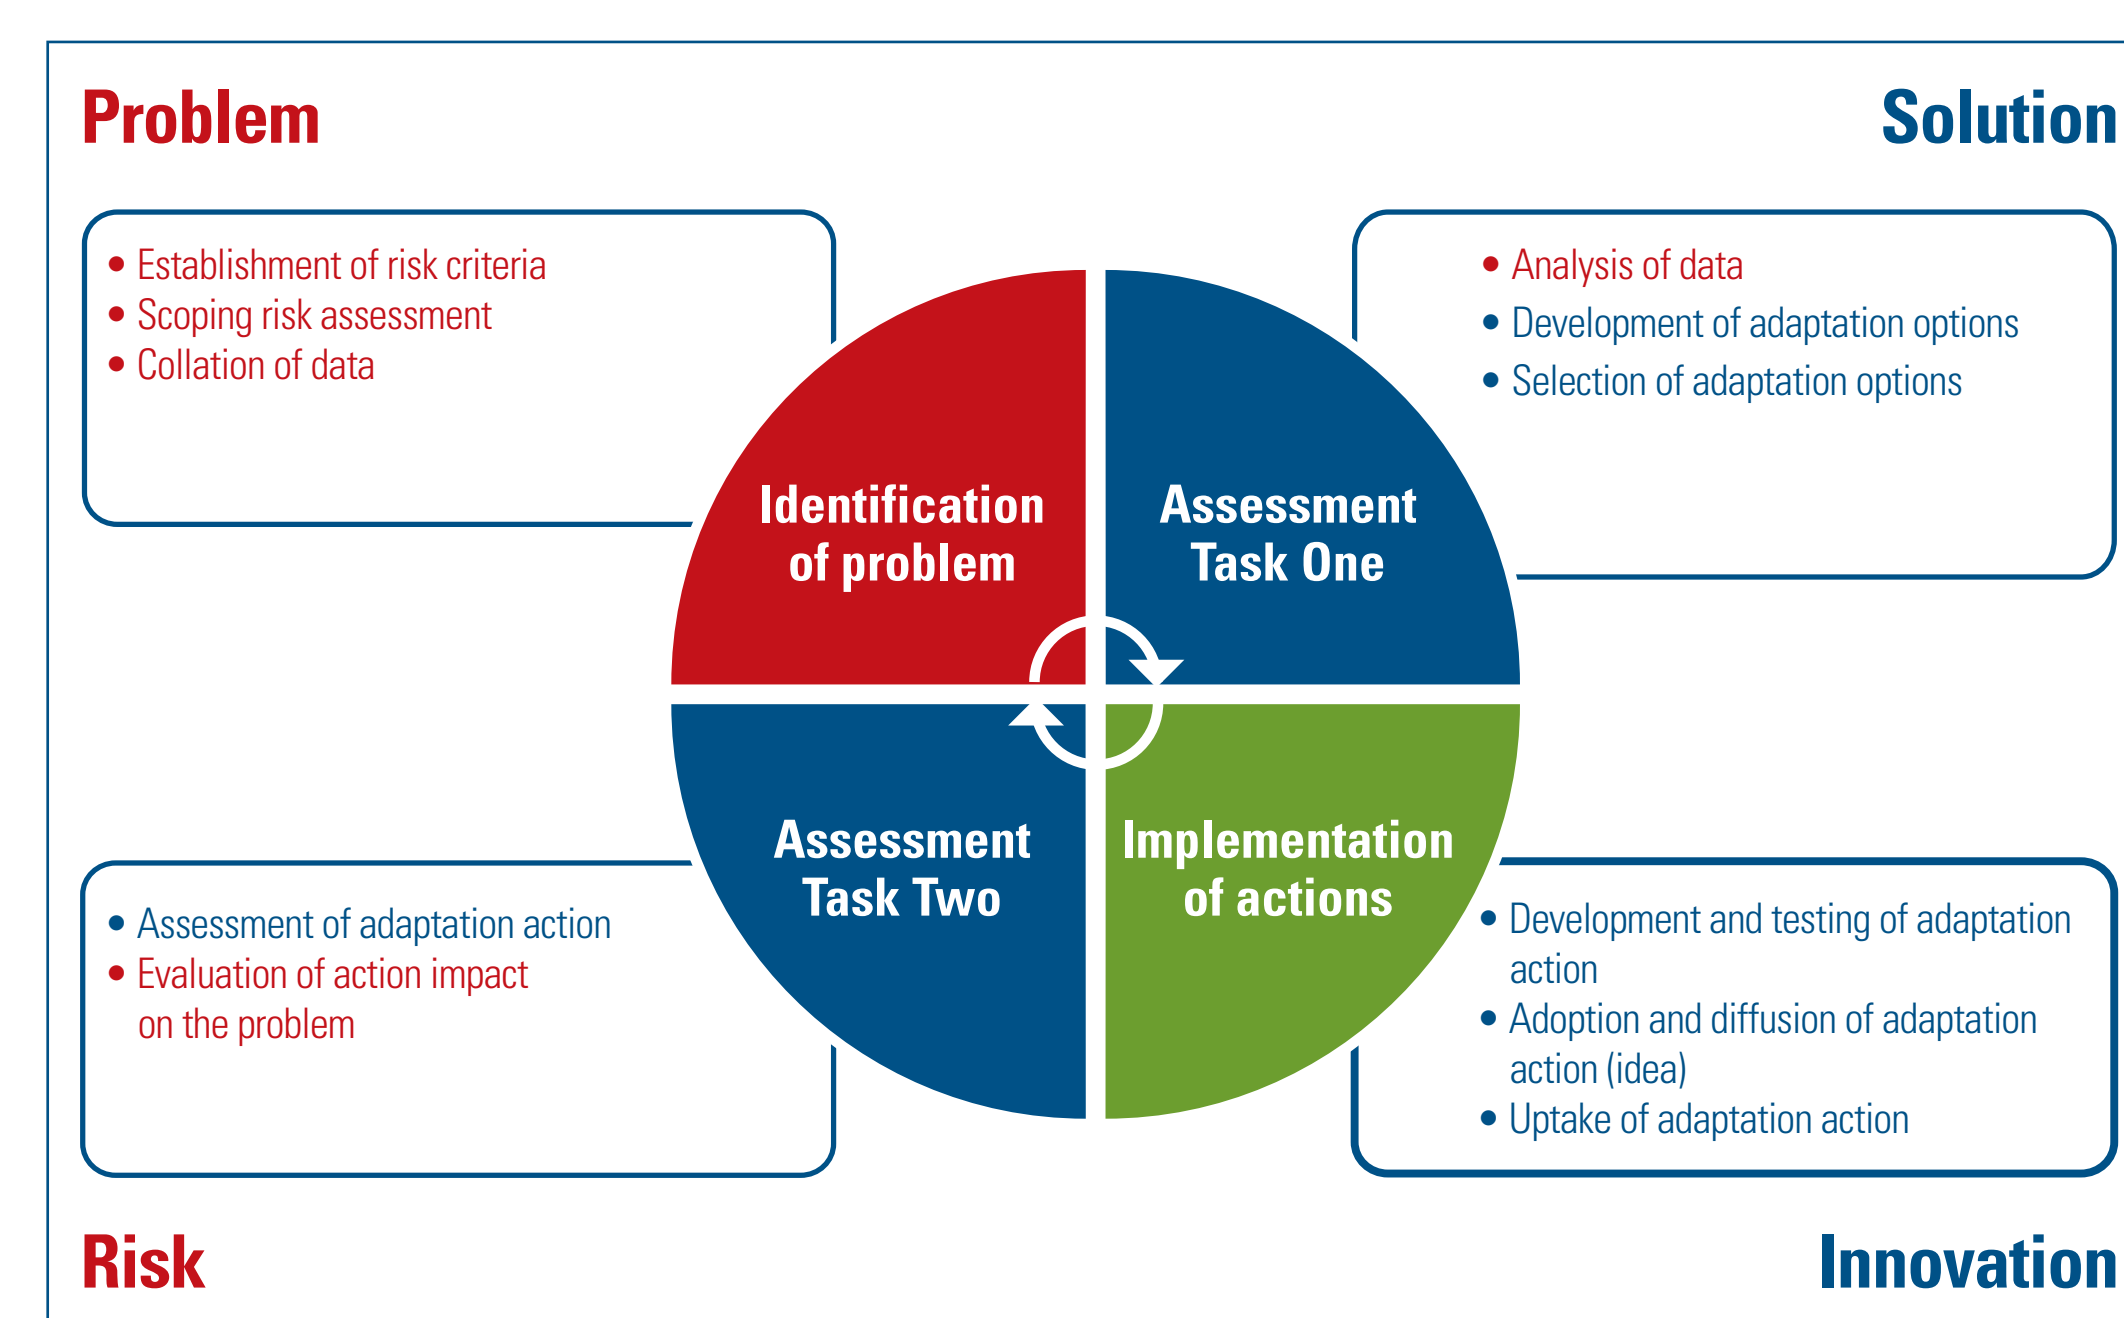 Problem
Solution
• Establishment of risk criteria
• Scoping risk assessment
• Collation of data
• Analysis of data
• Development of adaptation options
• Selection of adaptation options
Identification
of problem
Assessment
Task One
Assessment
Task Two
Implementation
of actions
• Assessment of adaptation action
• Evaluation of action impact
on the problem
• Development and testing of adaptation
action
• Adoption and diffusion of adaptation
action (idea)
• Uptake of adaptation action
Risk
Innovation